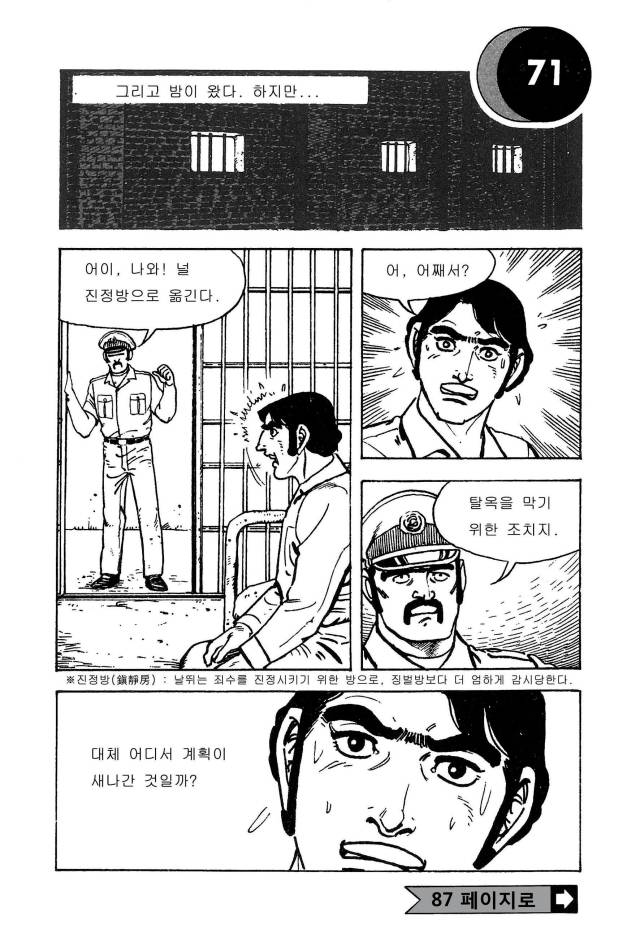 71
그리고 밤이 왔다. 하지만...
어이, 나와! 널
진정방으로 옮긴다.
어, 어째서?
탈옥을 막기
위한 조치지.
※진정방(鎭靜房) : 날뛰는 죄수를 진정시키기 위한 방으로, 징벌방보다 더 엄하게 감시당한다.
대체 어디서 계획이
새나간 것일까?
87 페이지로